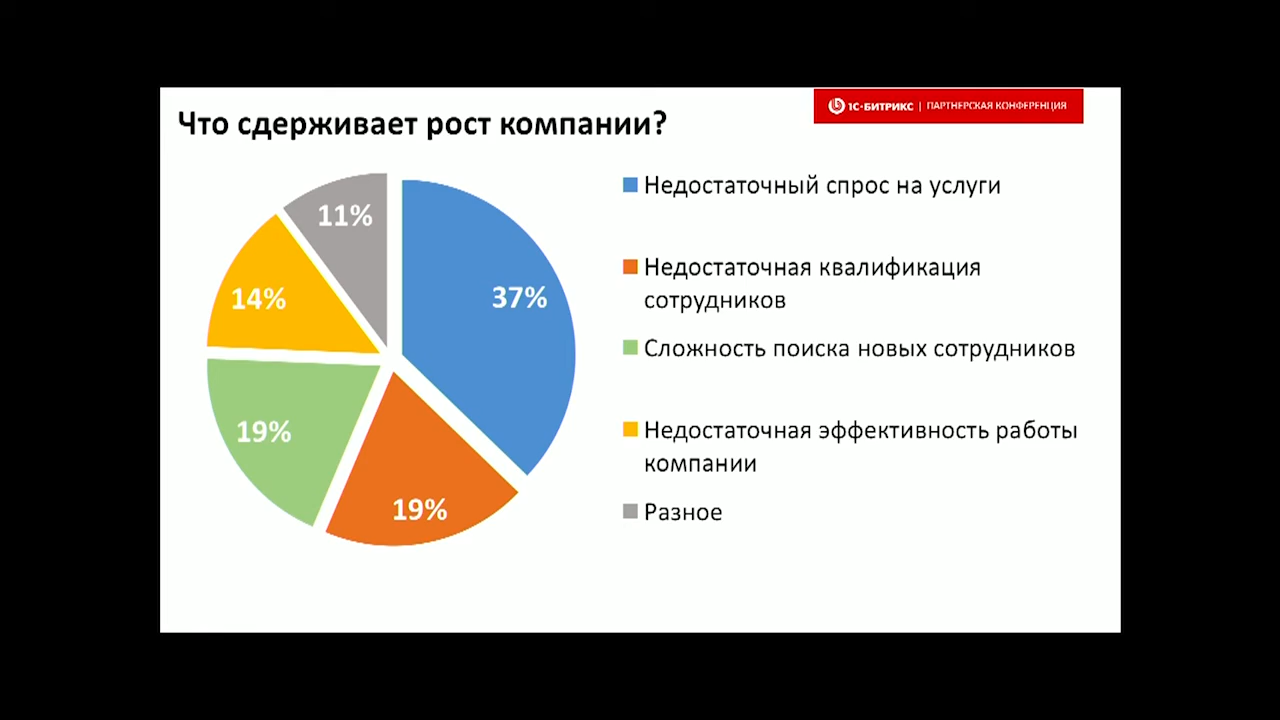 1С·БИТРИКС | ПАРТНЕРСКАЯ КОНФЕРЕНЦИЯ
Что сдерживает рост компании?
11%
37%
14%
19%
19%
Недостаточный спрос на услуги
Недостаточная квалификация
сотрудников
Сложность поиска новых сотрудников
Недостаточная эффективность работы
компании
Разное